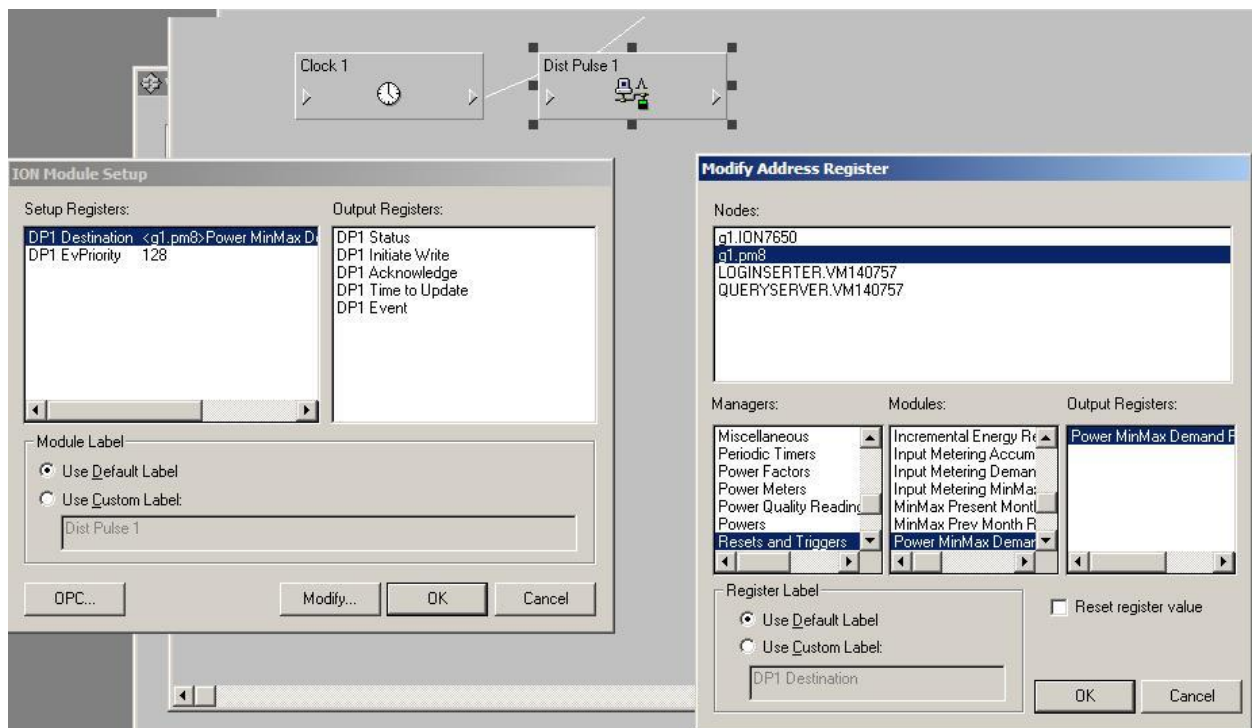 Clock 1
Dist Pulse 1
ION Module Setup
Setup Registers:
Output Registers:
DP1 Destination <g1.pm8>Power MinMax
DP1 EvPriority 128
DP1 Status
DP1 Initiate Write
DP1 Acknowledge
DP1 Time to Update
DP1 Event
Module Label
Use Default Label
Use Custom Label:
Dist Pulse 1
OPC...
Modify...
OK
Cancel
Modify Address Register
Nodes:
g1.ION7650
g1.pm8
LOGINSERTER.VM140757
QUERYSERVER.VM140757
Managers:
Modules:
Output Registers:
Miscellaneous
Periodic Timers
Power Factors
Power Meters
Power Quality Reading
Powers
Resets and Triggers
Incremental Energy
Input Metering Accum
Input Metering Deman
Input Metering MinMa
MinMax Present Mont
MinMax Prev Month R
Power MinMax Demar
Power MinMax Demand
Register Label
Use Default Label
Use Custom Label:
DP1 Destination
Reset register value
OK
Cancel